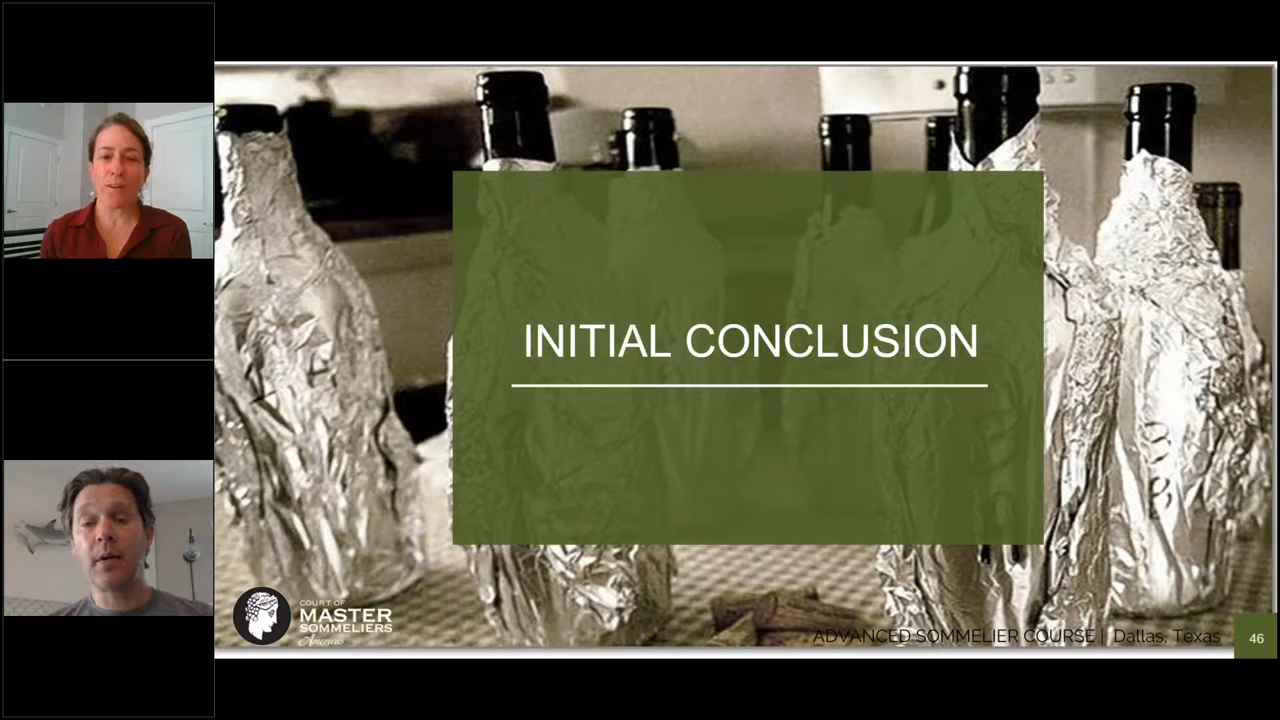 INITIAL CONCLUSION
COURT OF
MASTER
SOMMELIERS
Americas
ADVANCED SOMMELIER COURSE | Dallas, Texas
46